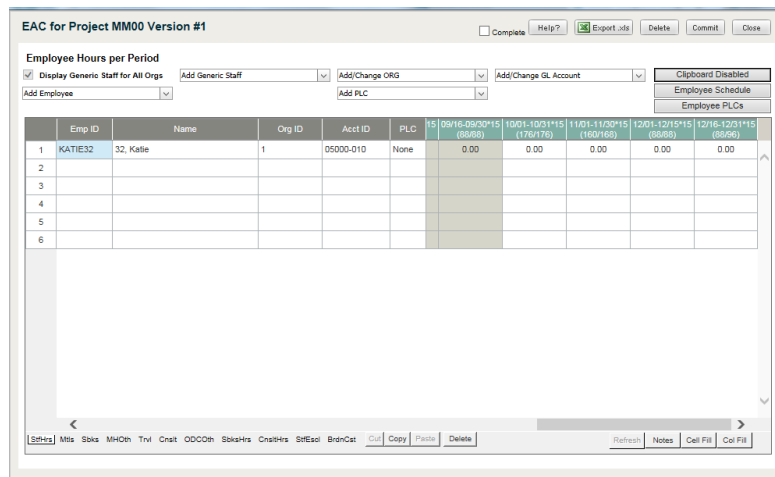 EAC for Project MM00 Version #1
Complete Help? Export .xls Delete Commit Close
Employee Hours per Period
Display Generic Staff for All Orgs Add Generic Staff Add/Change ORG Add/Change GL Account Clipboard Disabled
Add Employee Add PLC Employee Schedule
Employee PLCs
Emp ID Name Org ID Acct ID PLC 15 09/16-09/30*15 (88/88) 10/01-10/31*15 (176/176) 11/01-11/30*15 (160/168) 12/01-12/15*15 (88/88) 12/16-12/31*15 (88/96)
1 KATIE32 32, Katie 1 05000-010 None 0.00 0.00 0.00 0.00 0.00
2
3
4
5
6
StfHrs Mtls Sbks MHOth Trvl Cnslt ODCOth SbksHrs CnsltHrs StfEscl BrdnCst Cut Copy Paste Delete Refresh Notes Cell Fill Col Fill